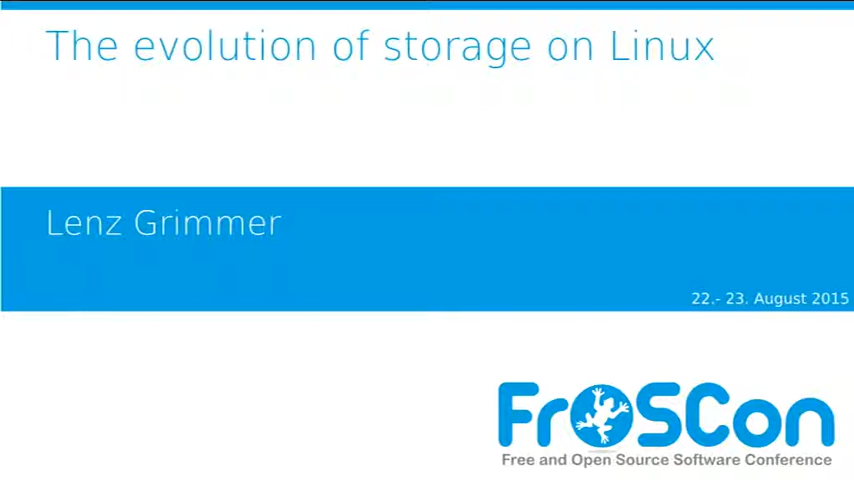 The evolution of storage on Linux
Lenz Grimmer
22.- 23. August 2015
FrOSCon
Free and Open Source Software Conference